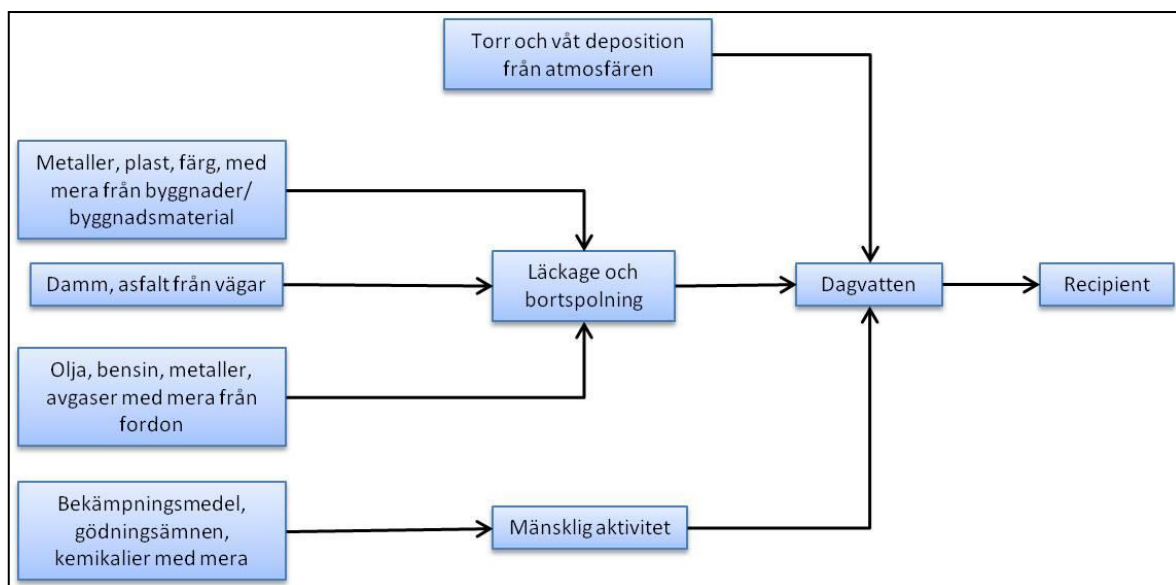 Torr och våt deposition
från atmosfären
Metaller, plast, färg, med
mera från byggnader/
byggnadsmaterial
Damm, asfalt från vägar
Läckage och
bortspolning
Dagvatten
Recipient
Olja, bensin, metaller,
avgaser med mera från
fordon
Bekämpningsmedel,
gödningsämnen,
kemikalier med mera
Mänsklig aktivitet